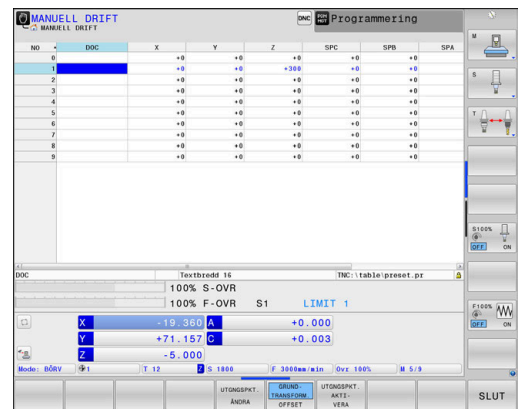 MANUELL DRIFT
MANUELL DRIFT
DNC
Programmering
NO DOC X Y Z SPC SPB SPA
0 +0 +0 +0 +0 +0
1 +0 +0 +300 +0 +0
2 +0 +0 +0 +0 +0
3 +0 +0 +0 +0 +0
4 +0 +0 +0 +0 +0
5 +0 +0 +0 +0 +0
6 +0 +0 +0 +0 +0
7 +0 +0 +0 +0 +0
8 +0 +0 +0 +0 +0
9 +0 +0 +0 +0 +0
M
S
T
DOC Textbredd 16 TNC:\table\preset.pr
100% S-OVR
100% F-OVR S1 LIMIT 1
X -19.360 A +0.000
Y +71.157 C +0.003
Z -5.000
Mode: BÖRV 1 T 12 Z S 1800 F 3000mm/min Ovr 100% M 5/9
S100%
OFF ON
F100%
OFF ON
UTGNGSPKT.
ÄNDRA
GRUND-
TRANSFORM.
OFFSET
UTGNGSPKT.
AKTI-
VERA
SLUT